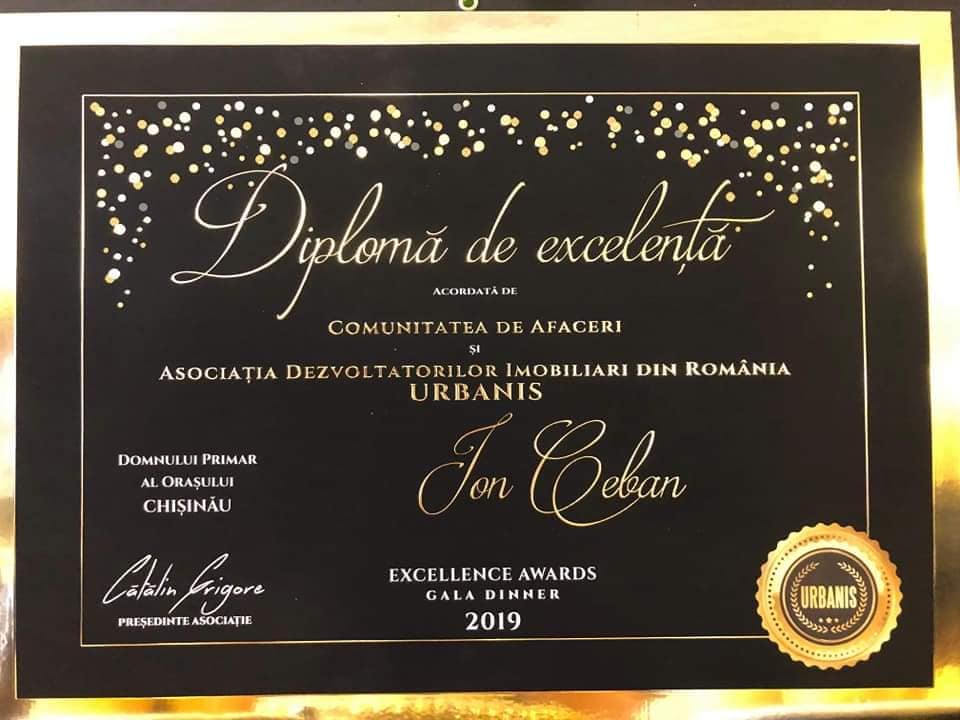 Diplomă de excelență
ACORDATĂ DE
COMUNITATEA DE AFACERI
ȘI
ASOCIAȚIA DEZVOLTATORILOR IMOBILIARI DIN ROMÂNIA
URBANIS
DOMNULUI PRIMAR
AL ORAȘULUI
CHIȘINĂU
Ion Ceban
Cătălin Grigore
PREȘEDINTE ASOCIAȚIE
EXCELLENCE AWARDS
GALA DINNER
2019
URBANIS